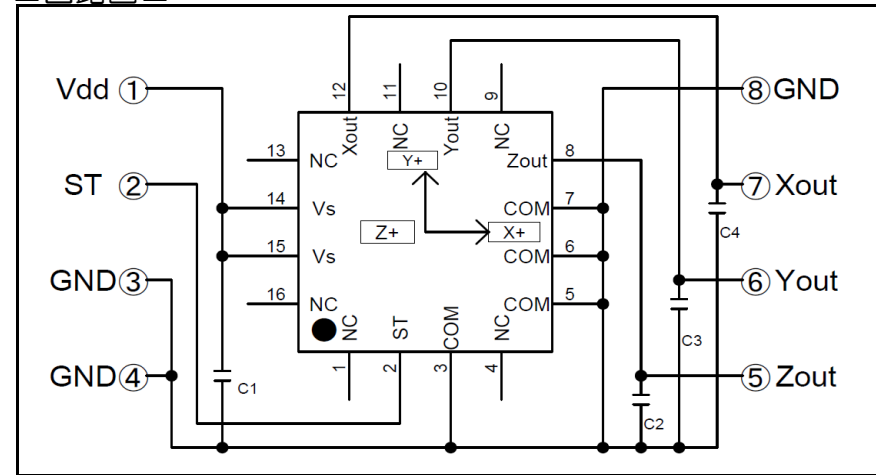 12
11
10
9
Vdd ①
⑧GND
Xout
NC
Yout
NC
13
NC
Y+
Zout
8
ST ②
⑦Xout
14
Vs
COM
7
Z+
X+
C4
15
Vs
COM
6
GND③
⑥Yout
16
NC
COM
5
NC
ST
COM
NC
C3
1
2
3
4
GND④
C1
⑤Zout
C2